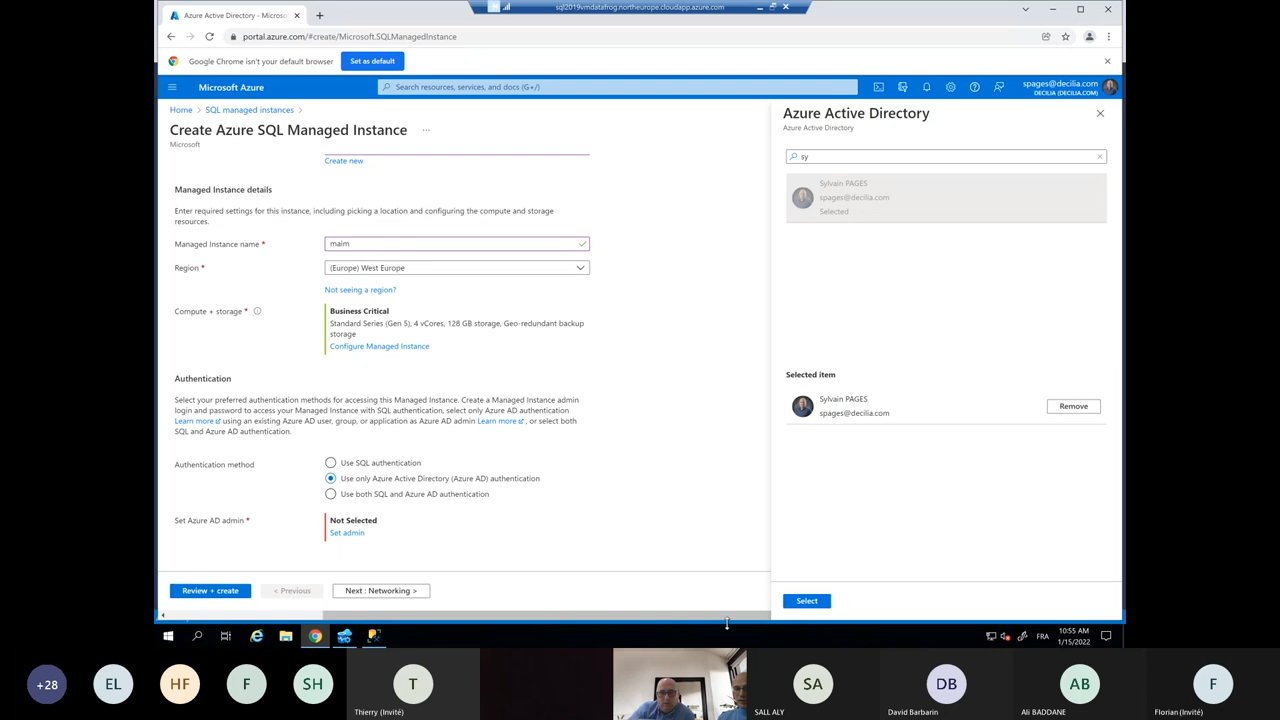 sql2019vmdatafrog.northeurope.cloudapp.azure.com
Azure Active Directory - Microsoft
portal.azure.com/#create/Microsoft.SQLManagedInstance
Google Chrome isn't your default browser
Set as default
Microsoft Azure
Search resources, services, and docs (G+/)
spages@decilia.com
DECILIA (DECILIA.COM)
Home > SQL managed instances >
Create Azure SQL Managed Instance ...
Microsoft
Create new
Managed Instance details
Enter required settings for this instance, including picking a location and configuring the compute and storage
resources.
Managed Instance name *
maim
Region *
(Europe) West Europe
Not seeing a region?
Compute + storage *
Business Critical
Standard Series (Gen 5), 4 vCores, 128 GB storage, Geo-redundant backup
storage
Configure Managed Instance
Authentication
Select your preferred authentication methods for accessing this Managed Instance. Create a Managed Instance admin
login and password to access your Managed Instance with SQL authentication, select only Azure AD authentication
Learn more using an existing Azure AD user, group, or application as Azure AD admin Learn more , or select both
SQL and Azure AD authentication.
Authentication method
Use SQL authentication
Use only Azure Active Directory (Azure AD) authentication
Use both SQL and Azure AD authentication
Set Azure AD admin *
Not Selected
Set admin
Review + create
< Previous
Next : Networking >
Azure Active Directory
Azure Active Directory
sy
Sylvain PAGES
spages@decilia.com
Selected
Selected item
Sylvain PAGES
spages@decilia.com
Remove
Select
FRA
10:55 AM
1/15/2022
+28
EL
HF
F
SH
T
Thierry (Invité)
SA
SALL ALY
DB
David Barbarin
AB
Ali BADDANE
F
Florian (Invité)